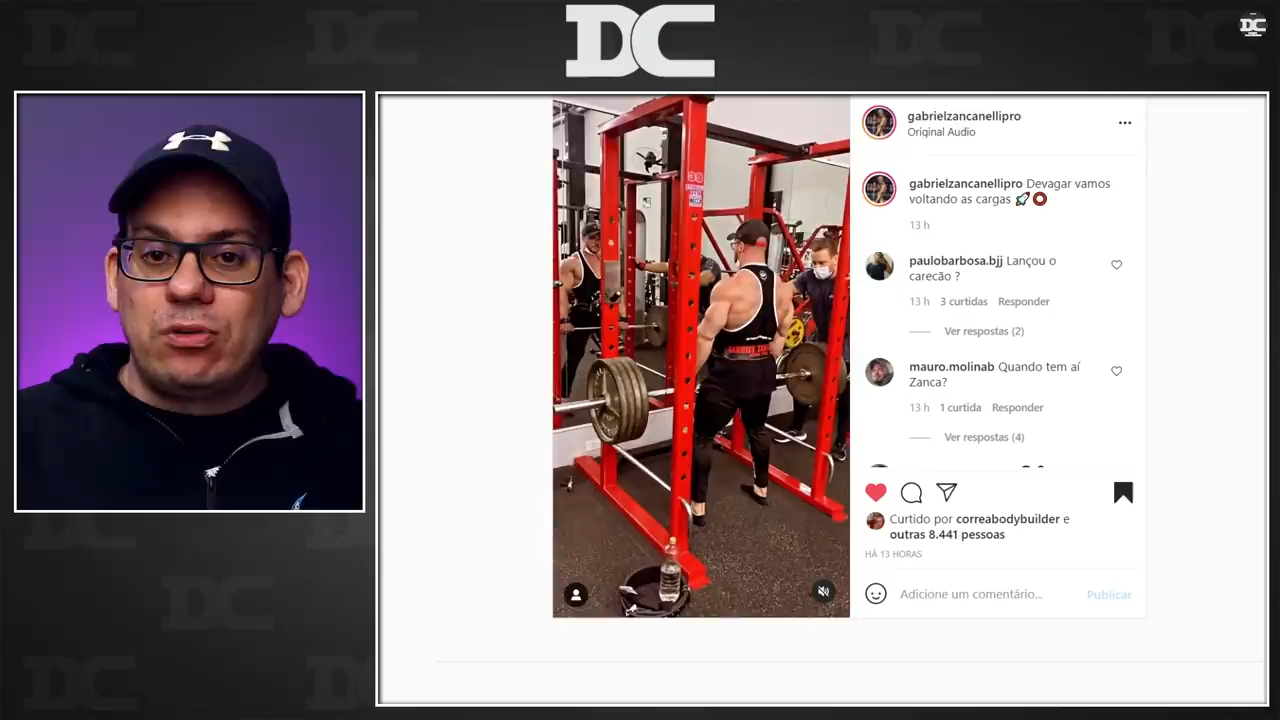 DC
DC
gabrielzancanellipro
Original Audio
gabrielzancanellipro Devagar vamos
voltando as cargas
13 h
paulobarbosa.bjj Lançou o
carecão ?
13 h 3 curtidas Responder
Ver respostas (2)
mauro.molinab Quando tem aí
Zanca?
13 h 1 curtida Responder
Ver respostas (4)
Curtido por correabodybuilder e
outras 8.441 pessoas
HÁ 13 HORAS
Adicione um comentário... Publicar